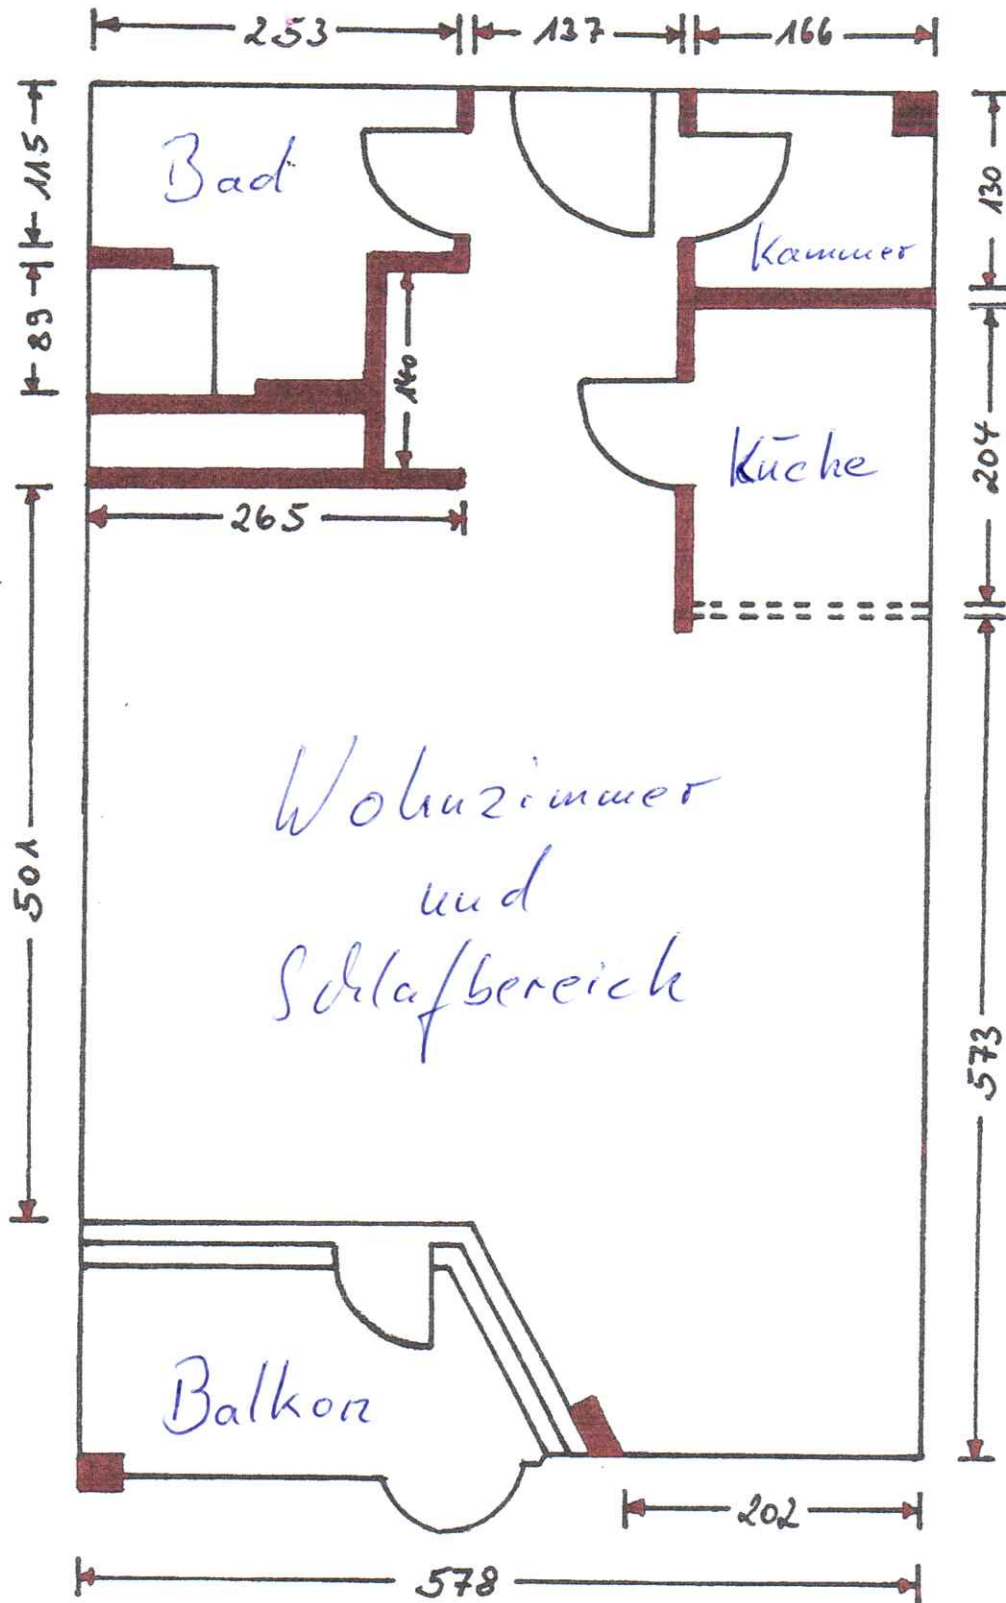 253 137 166
115
130
Bad
Kammer
89
140
204
Küche
265
501
Wohnzimmer
und
Schlafbereich
573
Balkon
202
578